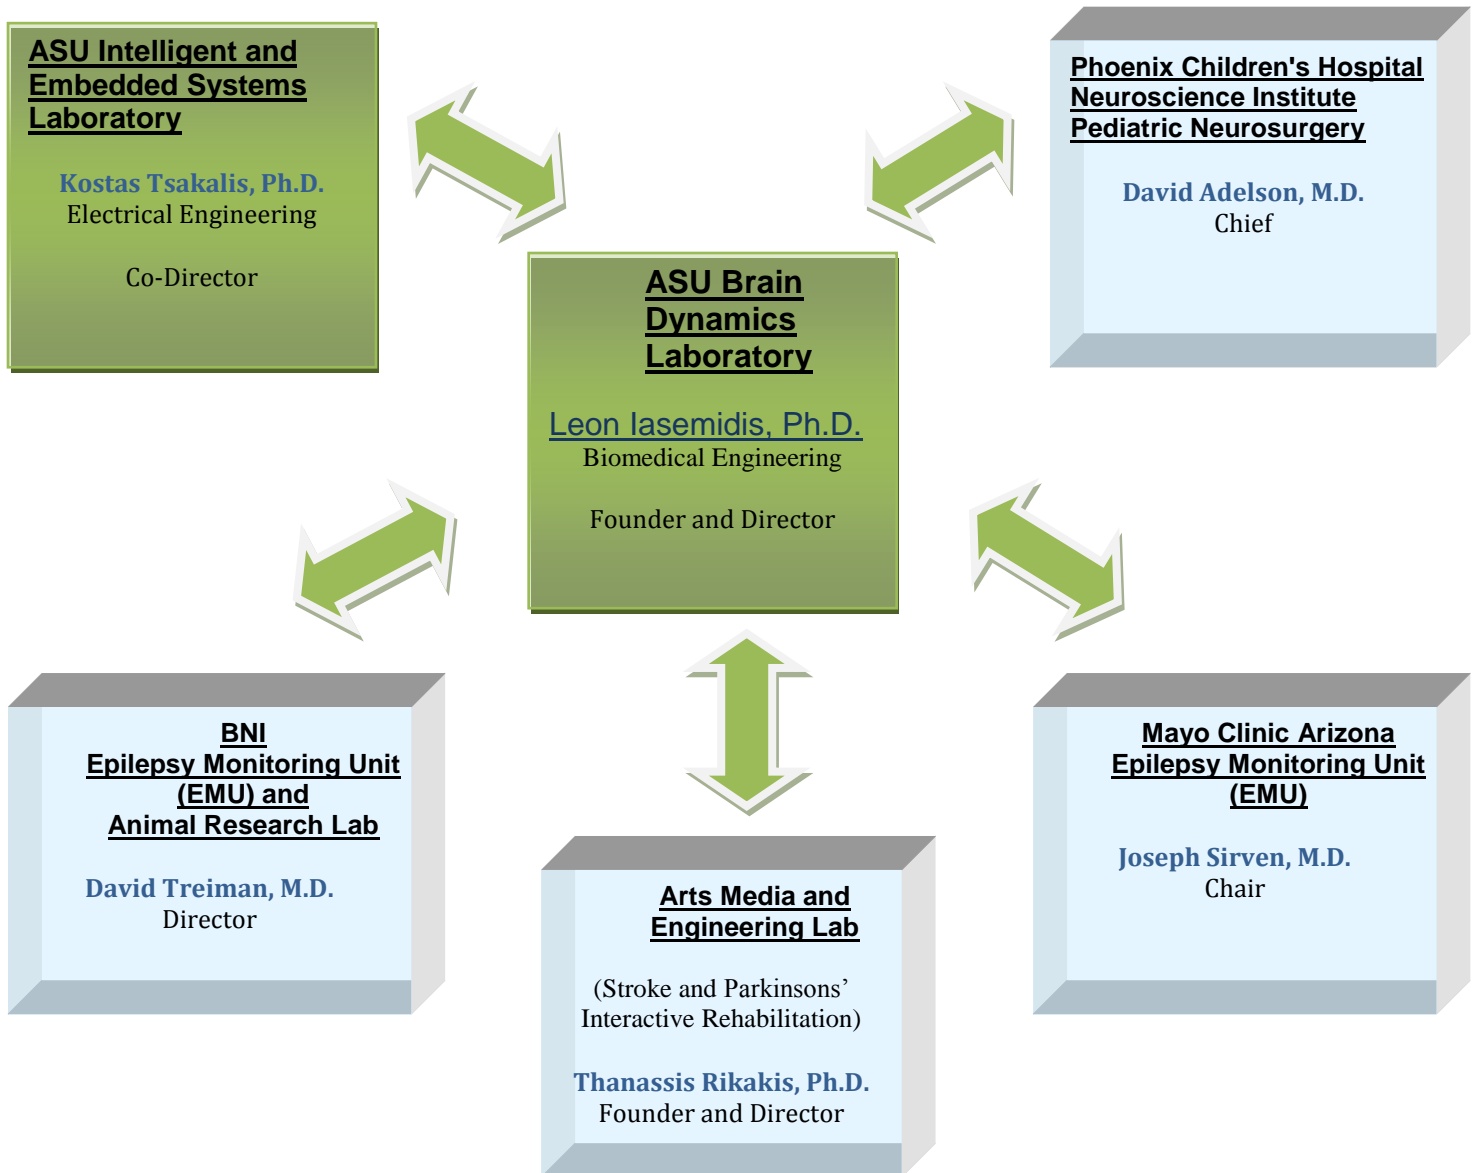 ASU Intelligent and
Embedded Systems
Laboratory
Kostas Tsakalis, Ph.D.
Electrical Engineering
Co-Director
Phoenix Children's Hospital
Neuroscience Institute
Pediatric Neurosurgery
David Adelson, M.D.
Chief
ASU Brain
Dynamics
Laboratory
Leon Iasemidis, Ph.D.
Biomedical Engineering
Founder and Director
BNI
Epilepsy Monitoring Unit
(EMU) and
Animal Research Lab
David Treiman, M.D.
Director
Arts Media and
Engineering Lab
(Stroke and Parkinsons’
Interactive Rehabilitation)
Thanassis Rikakis, Ph.D.
Founder and Director
Mayo Clinic Arizona
Epilepsy Monitoring Unit
(EMU)
Joseph Sirven, M.D.
Chair